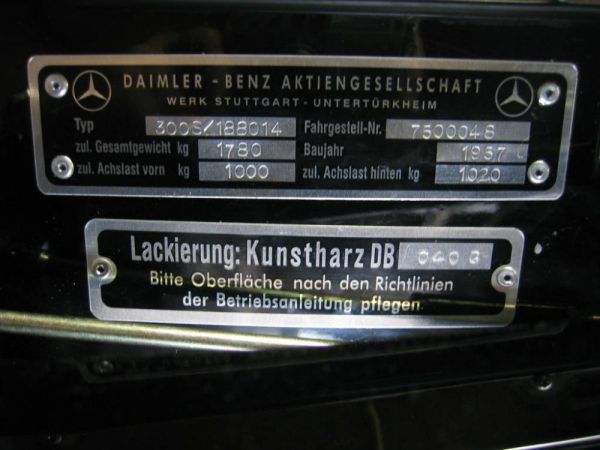 DAIMLER - BENZ AKTIENGESELLSCHAFT
WERK STUTTGART - UNTERTÜRKHEIM
Typ 300S/188014 Fahrgestell-Nr. 7500048
zul. Gesamtgewicht kg 1780 Baujahr 1957
zul. Achslast vorn kg 1000 zul. Achslast hinten kg 1020
Lackierung: Kunstharz DB 040 G
Bitte Oberfläche nach den Richtlinien
der Betriebsanleitung pflegen.